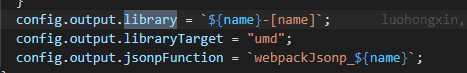 }
config.output.library = `${name}-[name]`; luohongxin,
config.output.libraryTarget = "umd";
config.output.jsonpFunction = `webpackJsonp_${name}`;